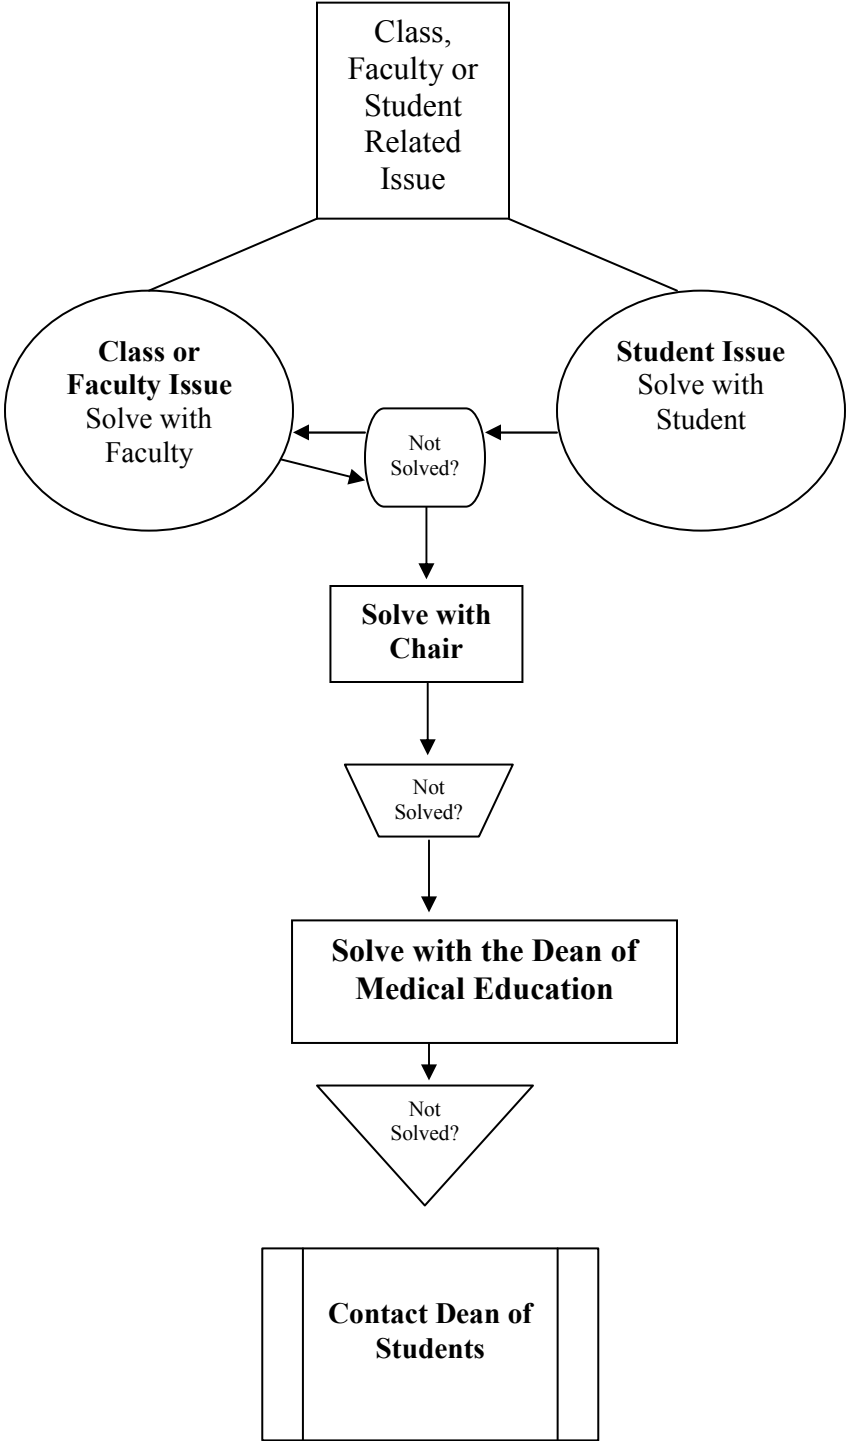 Class,
Faculty or
Student
Related
Issue
Class or
Faculty Issue
Solve with
Faculty
Student Issue
Solve with
Student
Not
Solved?
Solve with
Chair
Not
Solved?
Solve with the Dean of
Medical Education
Not
Solved?
Contact Dean of
Students